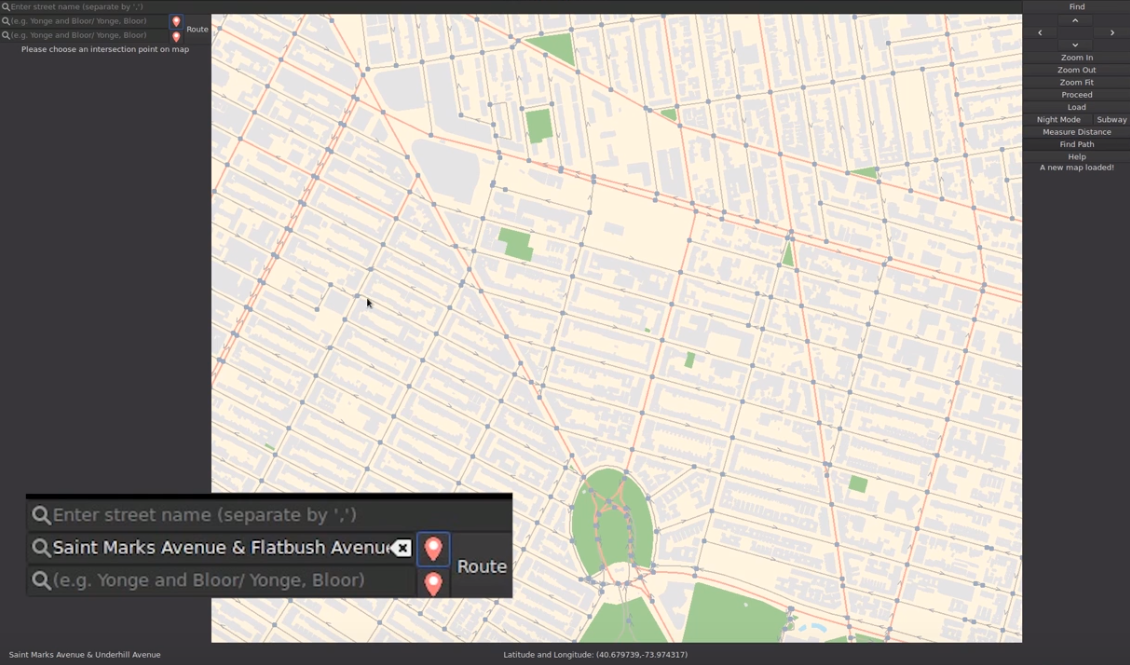 Enter street name (separate by ',')
(e.g. Yonge and Bloor/ Yonge, Bloor)
(e.g. Yonge and Bloor/ Yonge, Bloor)
Route
Please choose an intersection point on map
Find
Zoom In
Zoom Out
Zoom Fit
Proceed
Load
Night Mode Subway
Measure Distance
Find Path
Help
A new map loaded!
Enter street name (separate by ',')
Saint Marks Avenue & Flatbush Avenue
(e.g. Yonge and Bloor/ Yonge, Bloor)
Route
Saint Marks Avenue & Underhill Avenue
Latitude and Longitude: (40.679739,-73.974317)